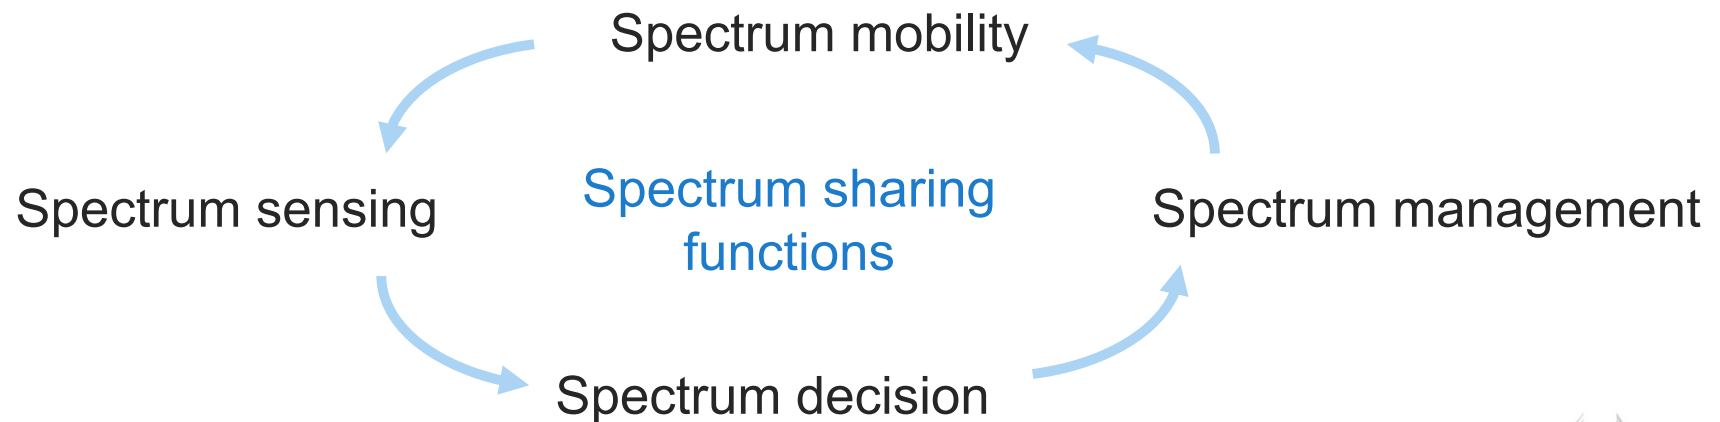 Spectrum mobility
Spectrum sensing
Spectrum sharing
functions
Spectrum management
Spectrum decision